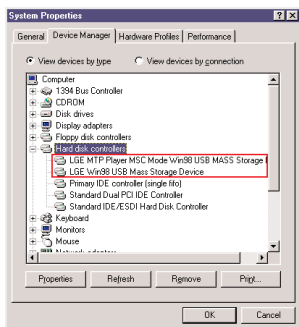 System Properties
General Device Manager Hardware Profiles Performance
View devices by type View devices by connection
Computer
1394 Bus Controller
CDROM
Disk drives
Display adapters
Floppy disk controllers
Hard disk controllers
LGE MTP Player MSC Mode Win98 USB MASS Storage
LGE Win98 USB Mass Storage Device
Primary IDE controller (single fifo)
Standard Dual PCI IDE Controller
Standard IDE/ESDI Hard Disk Controller
Keyboard
Monitors
Mouse
Network adapters
Properties Refresh Remove Print...
OK Cancel